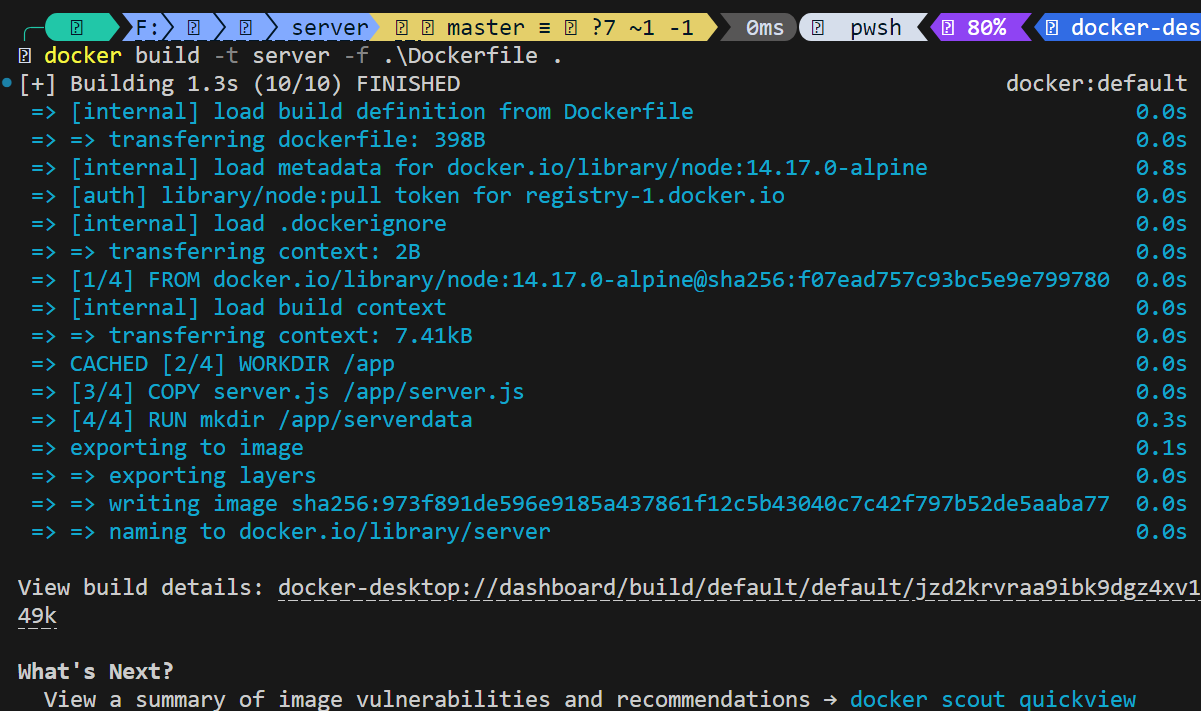 F: server master ≡ ?7 ~1 -1 0ms pwsh 80% docker-des
docker build -t server -f .\Dockerfile .
[+] Building 1.3s (10/10) FINISHED docker:default
=> [internal] load build definition from Dockerfile 0.0s
=> => transferring dockerfile: 398B 0.0s
=> [internal] load metadata for docker.io/library/node:14.17.0-alpine 0.8s
=> [auth] library/node:pull token for registry-1.docker.io 0.0s
=> [internal] load .dockerignore 0.0s
=> => transferring context: 2B 0.0s
=> [1/4] FROM docker.io/library/node:14.17.0-alpine@sha256:f07ead757c93bc5e9e799780 0.0s
=> [internal] load build context 0.0s
=> => transferring context: 7.41kB 0.0s
=> CACHED [2/4] WORKDIR /app 0.0s
=> [3/4] COPY server.js /app/server.js 0.0s
=> [4/4] RUN mkdir /app/serverdata 0.3s
=> exporting to image 0.1s
=> => exporting layers 0.0s
=> => writing image sha256:973f891de596e9185a437861f12c5b43040c7c42f797b52de5aaba77 0.0s
=> => naming to docker.io/library/server 0.0s
View build details: docker-desktop://dashboard/build/default/default/jzd2krvraa9ibk9dgz4xv1
49k
What's Next?
View a summary of image vulnerabilities and recommendations → docker scout quickview